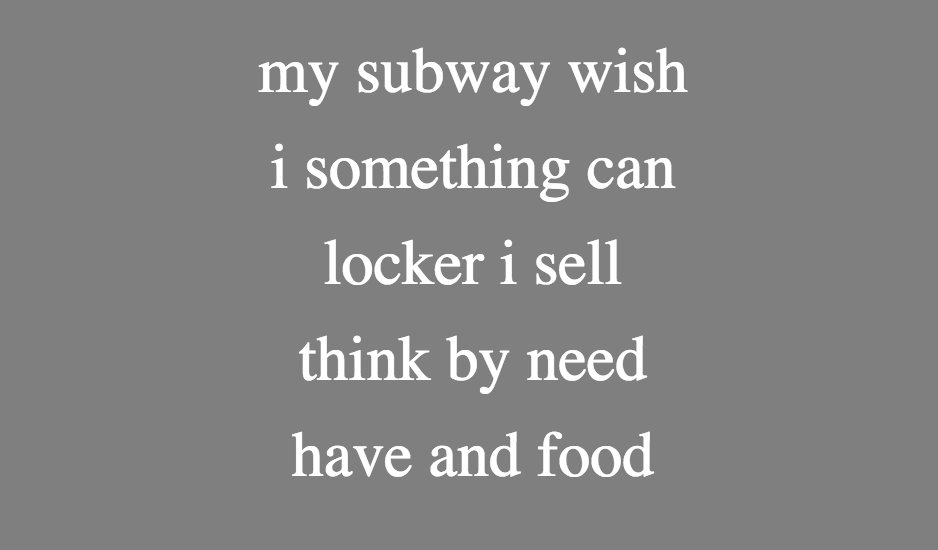 my subway wish
i something can
locker i sell
think by need
have and food